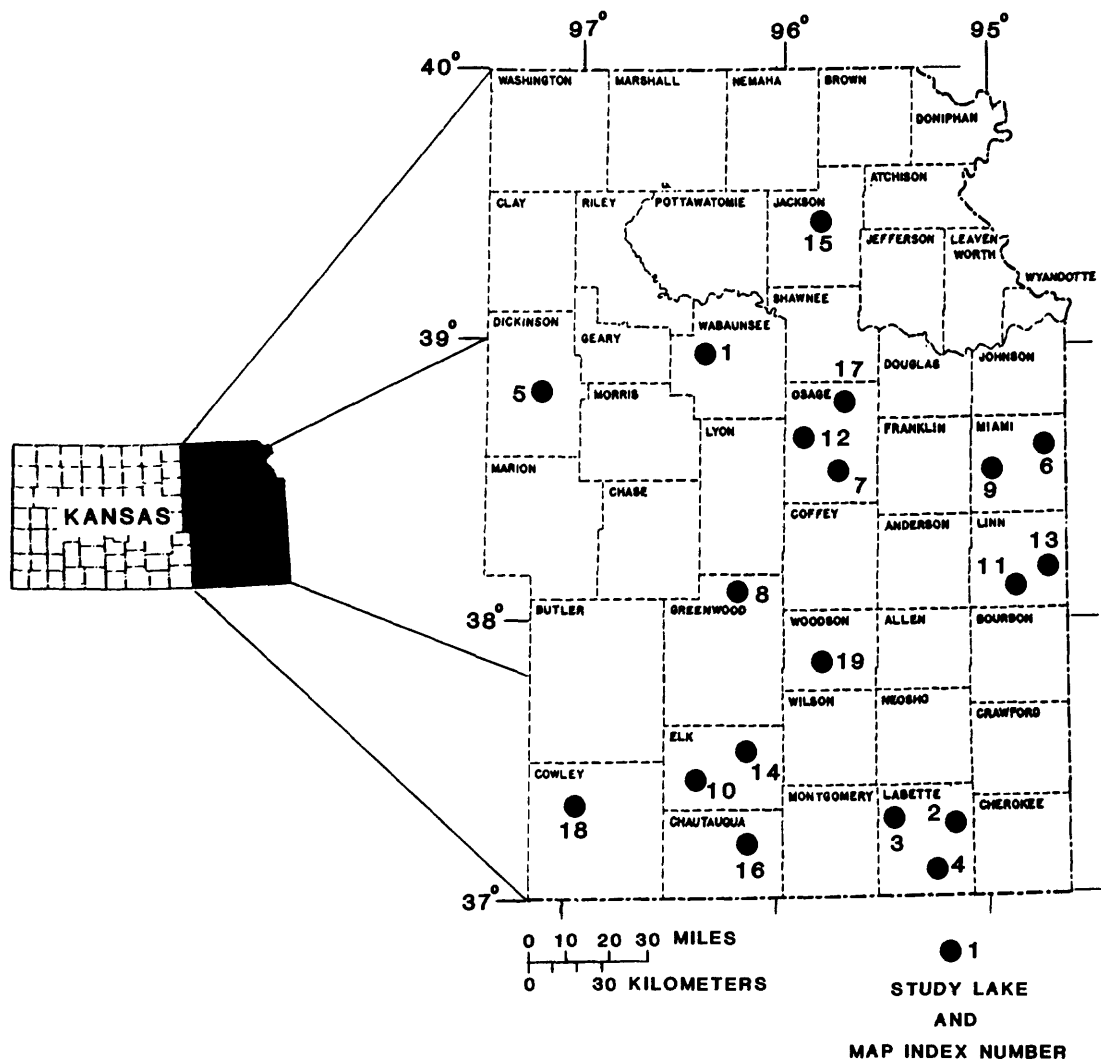 97° 96° 95°
40°
WASHINGTON MARSHALL NEMAHA BROWN
DONIPHAN
ATCHISON
CLAY RILEY POTTAWATOMIE JACKSON
15
JEFFERSON LEAVEN
WORTH
WYANDOTTE
SHAWNEE
DICKINSON WABAUNSEE
39°
GEARY 1 DOUGLAS JOHNSON
17
5 MORRIS OSAGE
LYON FRANKLIN MIAMI
12 6
MARION 7 9
CHASE
KANSAS
COFFEY ANDERSON LINN
13
11
8
BUTLER GREENWOOD
38°
WOODSON ALLEN BOURBON
19
WILSON NEOSHO
CRAWFORD
ELK
14
COWLEY 10
MONTGOMERY LABETTE CHEROKEE
18 CHAUTAUQUA 2
3
16 4
37°
0 10 20 30 MILES
0 30 KILOMETERS
1
STUDY LAKE
AND
MAP INDEX NUMBER